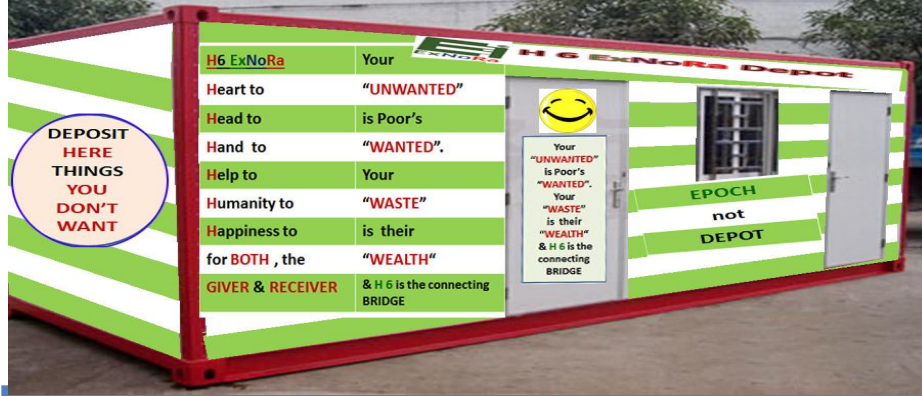 DEPOSIT
HERE
THINGS
YOU
DON'T
WANT
H6 ExNoRa
Heart to
Head to
Hand to
Help to
Humanity to
Happiness to
for BOTH , the
GIVER & RECEIVER
Your
“UNWANTED”
is Poor's
“WANTED”.
Your
“WASTE”
is their
“WEALTH“
& H 6 is the connecting
BRIDGE
ExNoRa
H 6 ExNoRa Depot
Your
“UNWANTED”
is Poor's
“WANTED”.
Your
“WASTE”
is their
“WEALTH“
& H 6 is the
connecting
BRIDGE
EPOCH
not
DEPOT